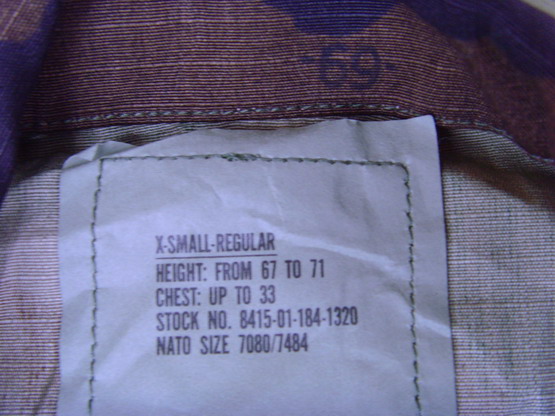 -69-
X-SMALL-REGULAR
HEIGHT: FROM 67 TO 71
CHEST: UP TO 33
STOCK NO. 8415-01-184-1320
NATO SIZE 7080/7484